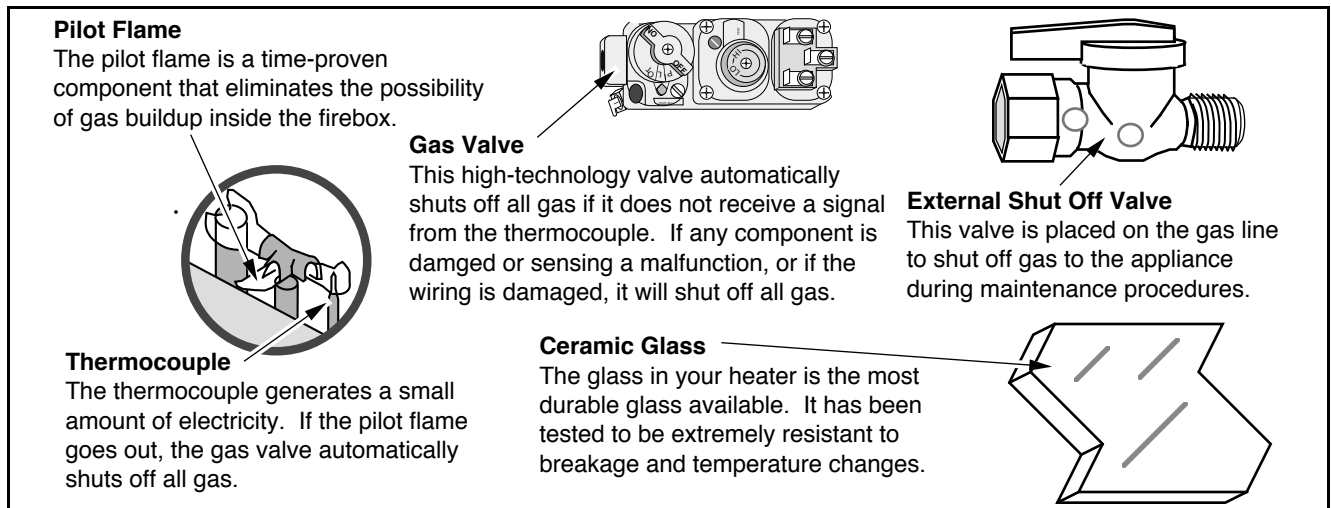 Pilot Flame
The pilot flame is a time-proven
component that eliminates the possibility
of gas buildup inside the firebox.
Gas Valve
This high-technology valve automatically
shuts off all gas if it does not receive a signal
from the thermocouple.  If any component is
damged or sensing a malfunction, or if the
wiring is damaged, it will shut off all gas.
ON
OFF
PILOT
HI
LO
External Shut Off Valve
This valve is placed on the gas line
to shut off gas to the appliance
during maintenance procedures.
Thermocouple
The thermocouple generates a small
amount of electricity.  If the pilot flame
goes out, the gas valve automatically
shuts off all gas.
Ceramic Glass
The glass in your heater is the most
durable glass available.  It has been
tested to be extremely resistant to
breakage and temperature changes.